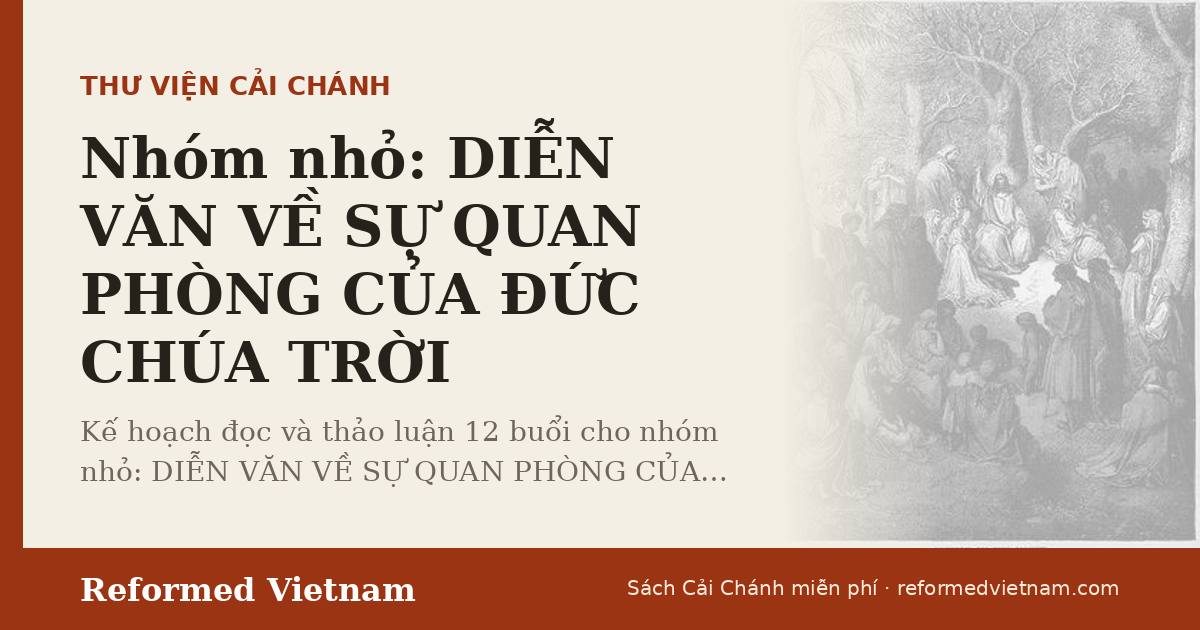 THƯ VIỆN CẢI CHÁNH
Nhóm nhỏ: DIỄN
VĂN VỀ SỰ QUAN
PHÒNG CỦA ĐỨC
CHÚA TRỜI
Kế hoạch đọc và thảo luận 12 buổi cho nhóm
nhỏ: DIỄN VĂN VỀ SỰ QUAN PHÒNG CỦA...
Reformed Vietnam
Sách Cải Chánh miễn phí · reformedvietnam.com